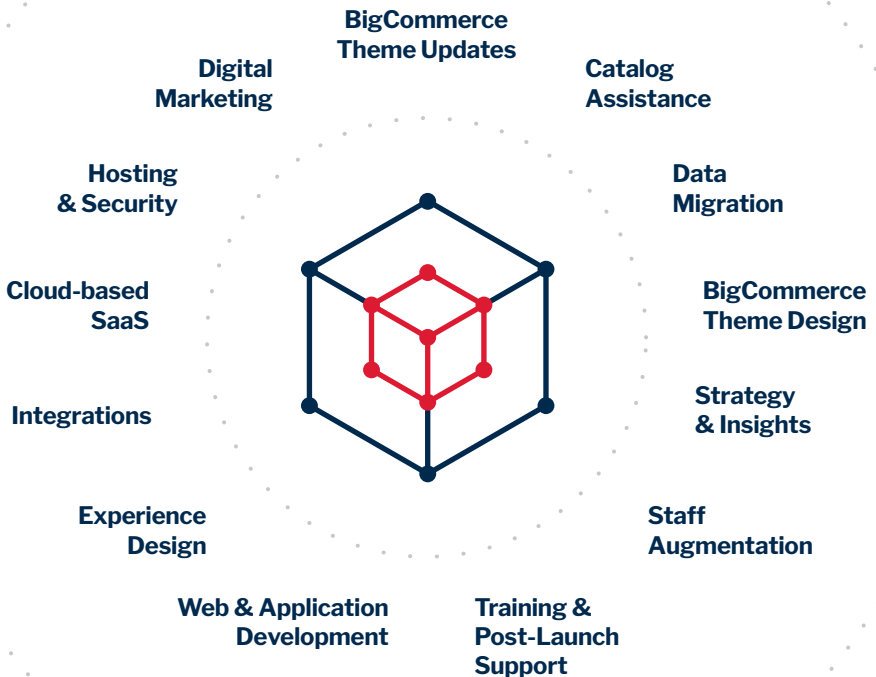 BigCommerce
Theme Updates
Catalog
Assistance
Data
Migration
BigCommerce
Theme Design
Strategy
& Insights
Staff
Augmentation
Training &
Post-Launch
Support
Web & Application
Development
Experience
Design
Integrations
Cloud-based
SaaS
Hosting
& Security
Digital
Marketing